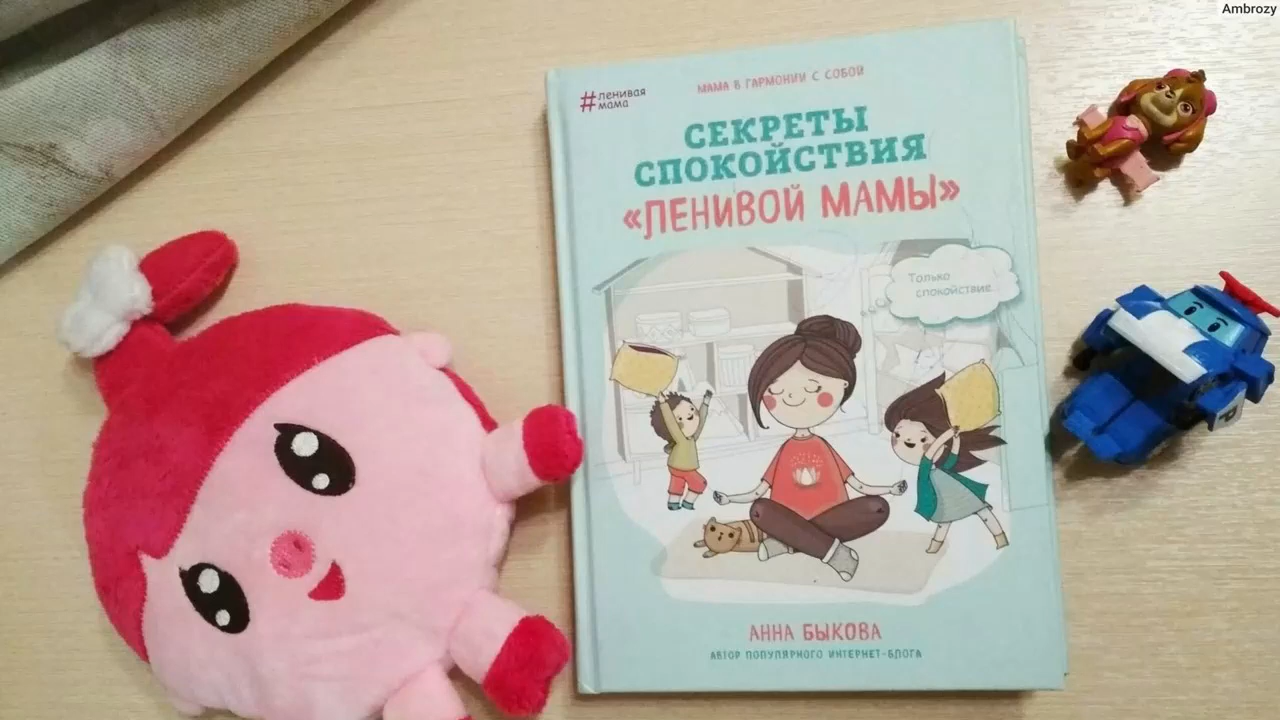 Ambrozy
МАМА В ГАРМОНИИ С СОБОЙ
#ленивая
мама
СЕКРЕТЫ
СПОКОЙСТВИЯ
«ЛЕНИВОЙ МАМЫ»
Только
спокойствие...
АННА БЫКОВА
АВТОР ПОПУЛЯРНОГО ИНТЕРНЕТ-БЛОГА